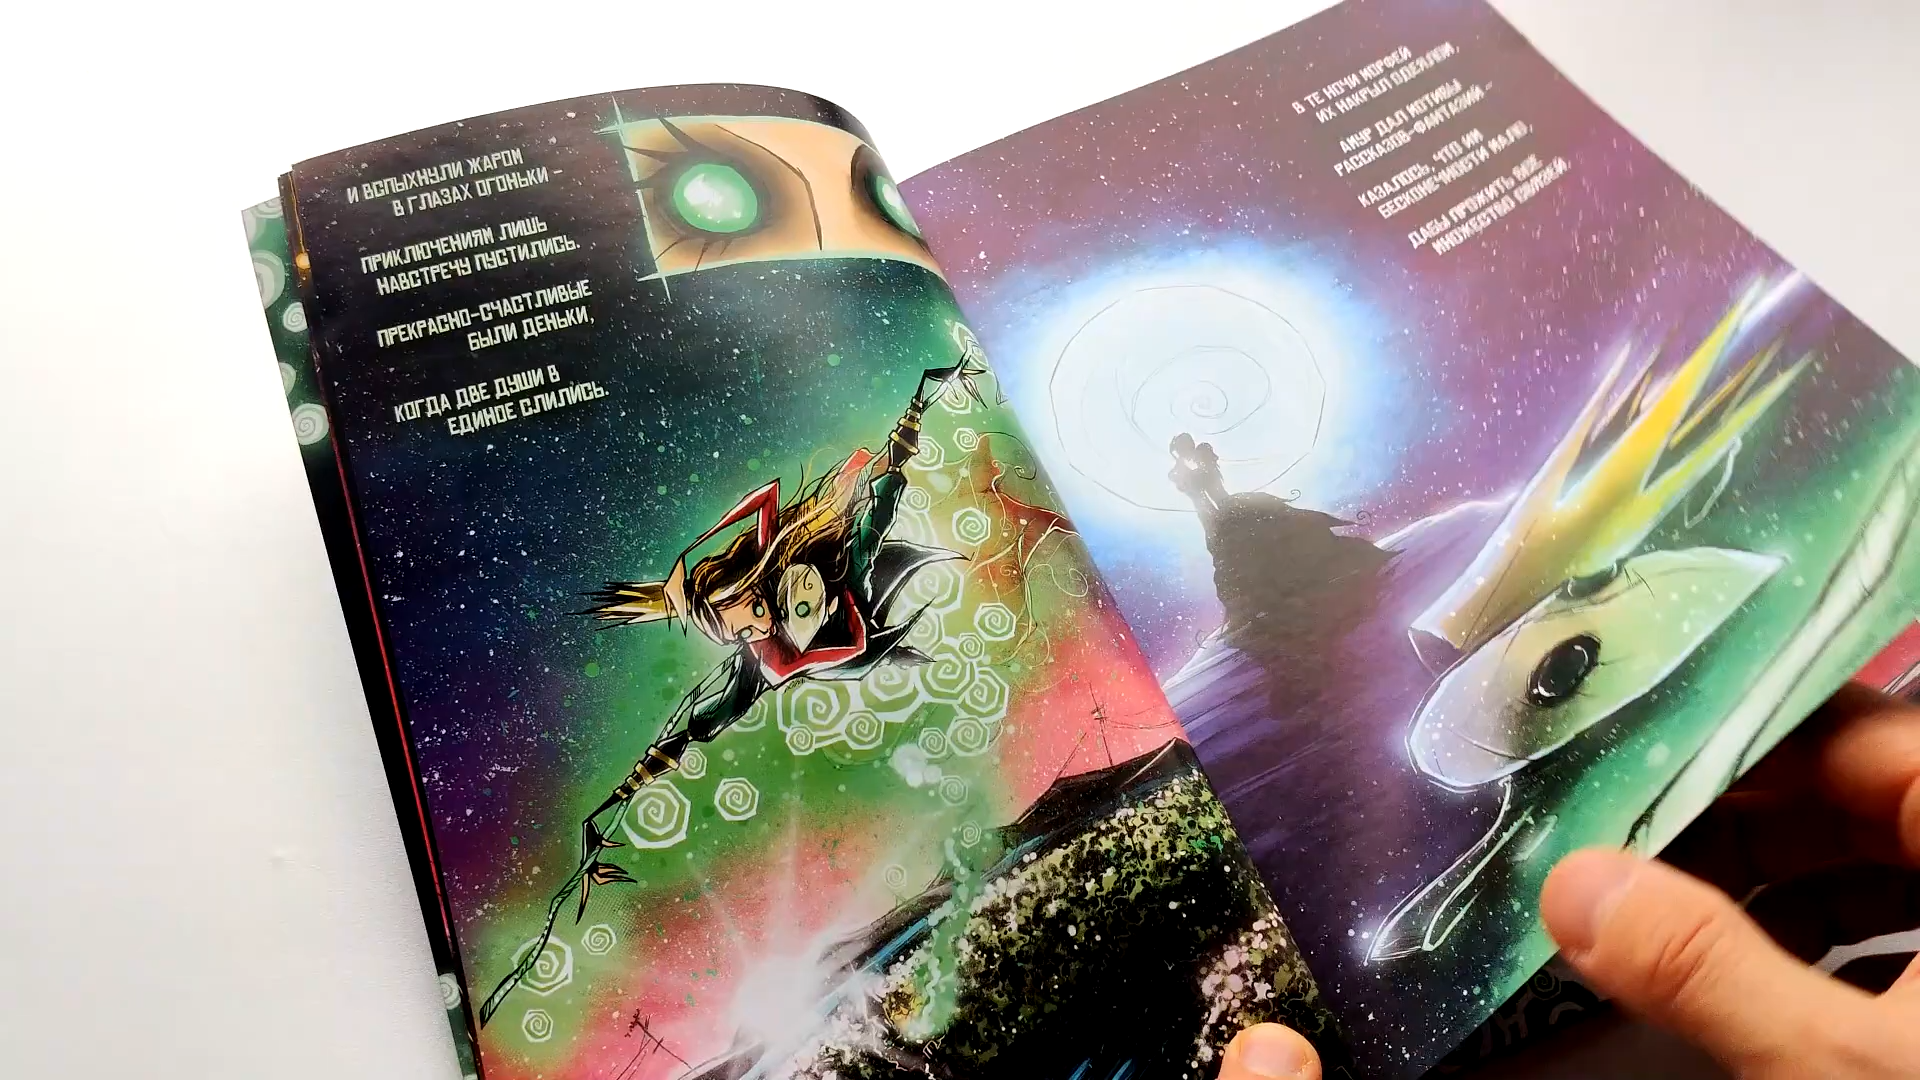 И ВСПЫХНУЛИ ЖАРОМ
В ГЛАЗАХ ОГОНЬКИ –
ПРИКЛЮЧЕНИЯМ ЛИШЬ
НАВСТРЕЧУ ПУСТИЛИСЬ.
ПРЕКРАСНО-СЧАСТЛИВЫЕ
БЫЛИ ДЕНЬКИ,
КОГДА ДВЕ ДУШИ В
ЕДИНОЕ СЛИЛИСЬ.
В ТЕ НОЧИ МОРФЕЙ
ИХ НАКРЫЛ ОДЕЯЛОМ,
АМУР ДАЛ МОТИВЫ
РАССКАЗОВ-ФАНТАЗИЙ –
КАЗАЛОСЬ, ЧТО ИМ
БЕСКОНЕЧНОСТИ МАЛО,
ДАБЫ ПРОЖИТЬ ВСЕ
МНОЖЕСТВО СВЯЗЕЙ.